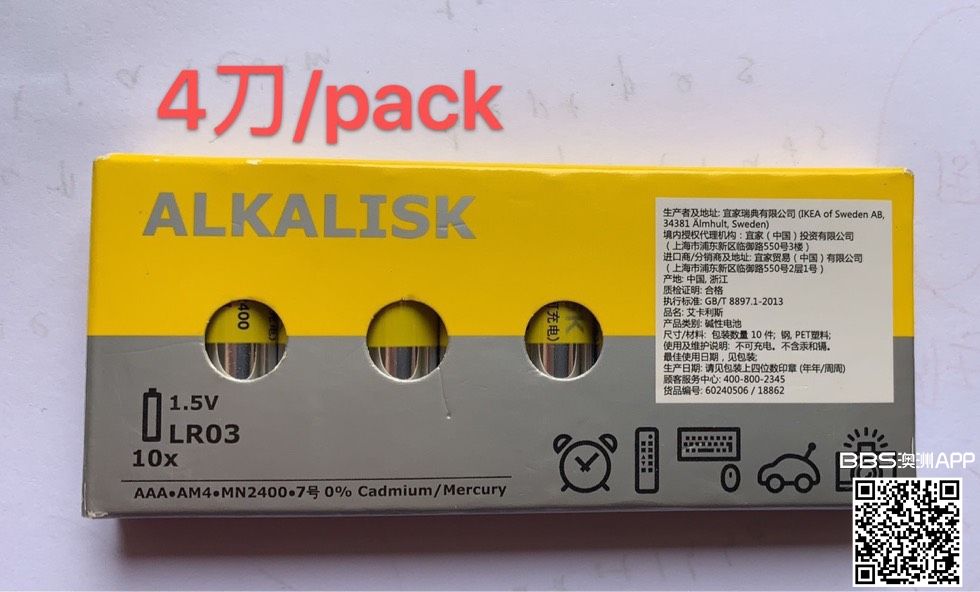 4刀/pack
ALKALISK
生产者及地址: 宜家瑞典有限公司 (IKEA of Sweden AB,
34381 Älmhult, Sweden)
境内授权代理机构：宜家（中国）投资有限公司
（上海市浦东新区临御路550号3楼）
进口商/分销商及地址: 宜家贸易（中国）有限公司
（上海市浦东新区临御路550号2层1号）
产地: 中国, 浙江
质检证明: 合格
执行标准: GB/T 8897.1-2013
品名: 艾卡利斯
产品类别: 碱性电池
尺寸/材料: 包装数量 10 件; 钢, PET塑料;
使用及维护说明: 不可充电。不含汞和镉。
最佳使用日期，见包装;
生产日期: 请见包装上四位数印章 (年年/周周)
顾客服务中心: 400-800-2345
货品编号: 60240506 / 18862
2400
充电)
K
1.5V
LR03
10x
AAA•AM4•MN2400•7号 0% Cadmium/Mercury
BBS澳洲APP